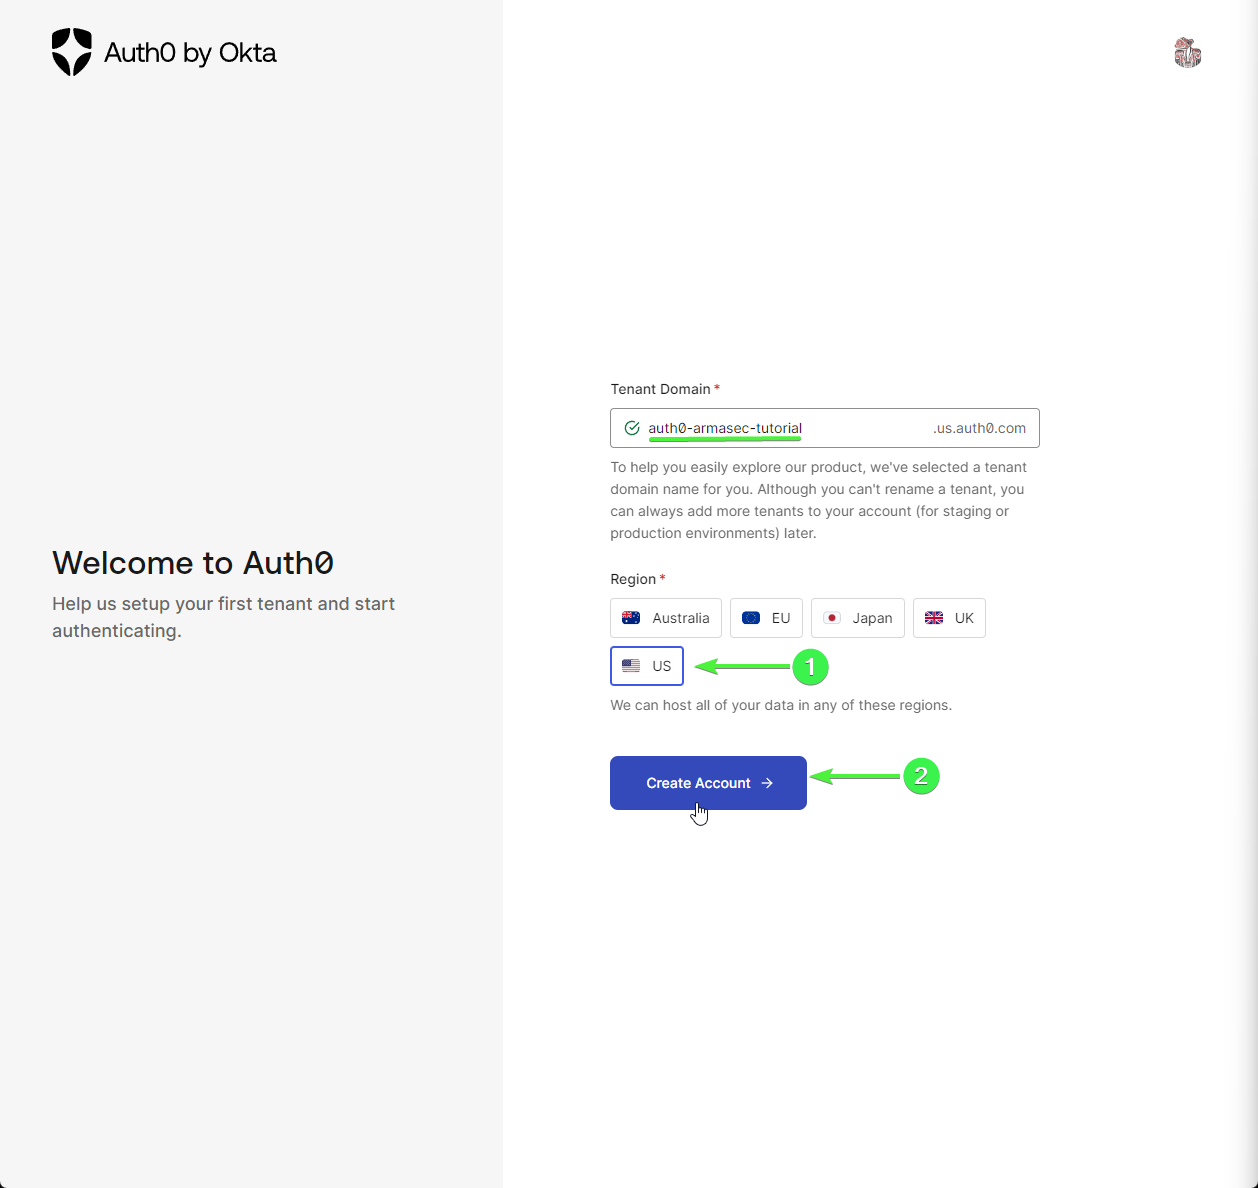 Auth0 by Okta
Welcome to Auth0
Help us setup your first tenant and start
authenticating.
Tenant Domain *
auth0-armasec-tutorial .us.auth0.com
To help you easily explore our product, we've selected a tenant
domain name for you. Although you can't rename a tenant, you
can always add more tenants to your account (for staging or
production environments) later.
Region *
Australia EU Japan UK
US 1
We can host all of your data in any of these regions.
Create Account → 2